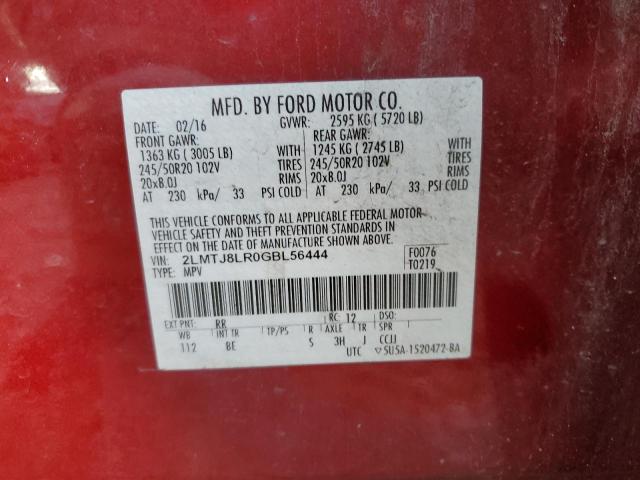 MFD. BY FORD MOTOR CO.
DATE: 02/16 GVWR: 2595 KG ( 5720 LB)
FRONT GAWR: REAR GAWR:
1363 KG ( 3005 LB) WITH 1245 KG ( 2745 LB) WITH
245/50R20 102V TIRES 245/50R20 102V TIRES
20x8.0J RIMS 20x8.0J RIMS
AT 230 kPa/ 33 PSI COLD AT 230 kPa/ 33 PSI COLD
THIS VEHICLE CONFORMS TO ALL APPLICABLE FEDERAL MOTOR
VEHICLE SAFETY AND THEFT PREVENTION STANDARDS IN
EFFECT ON THE DATE OF MANUFACTURE SHOWN ABOVE.
VIN: 2LMTJ8LR0GBL56444 F0076
TYPE: MPV T0219
EXT PNT: RR RC: 12 DSO:
WB INT TR TP/PS R AXLE TR SPR
112 BE S 3H J CCJJ
UTC ▽5U5A-1520472-BA